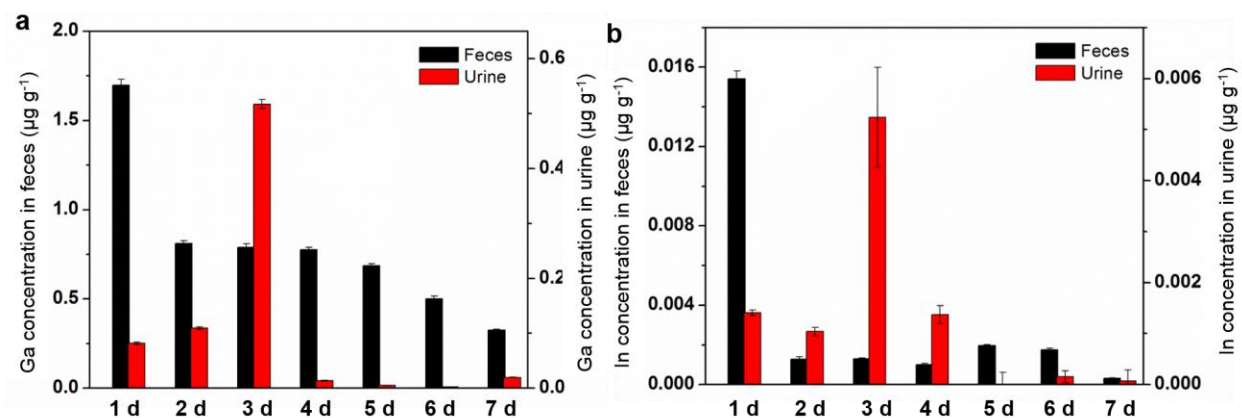 a
Ga concentration in feces (µg g⁻¹)
2.0
1.5
1.0
0.5
0.0
Feces
Urine
0.6
0.4
0.2
0.0
Ga concentration in urine (µg g⁻¹)
1 d 2 d 3 d 4 d 5 d 6 d 7 d
b
In concentration in feces (µg g⁻¹)
0.016
0.012
0.008
0.004
0.000
Feces
Urine
0.006
0.004
0.002
0.000
In concentration in urine (µg g⁻¹)
1 d 2 d 3 d 4 d 5 d 6 d 7 d